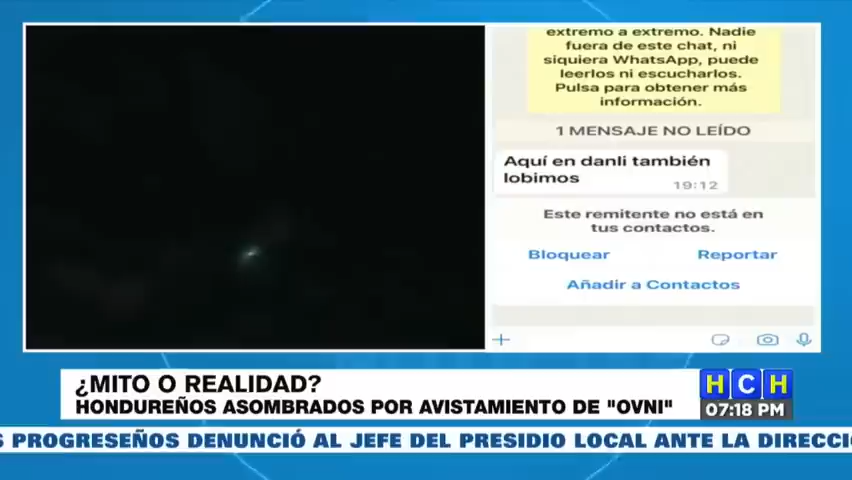 extremo a extremo. Nadie
fuera de este chat, ni
siquiera WhatsApp, puede
leerlos ni escucharlos.
Pulsa para obtener más
información.
1 MENSAJE NO LEÍDO
Aquí en danli también
lobimos
19:12
Este remitente no está en
tus contactos.
Bloquear
Reportar
Añadir a Contactos
¿MITO O REALIDAD?
HONDUREÑOS ASOMBRADOS POR AVISTAMIENTO DE "OVNI"
HCH
07:18 PM
S PROGRESEÑOS DENUNCIÓ AL JEFE DEL PRESIDIO LOCAL ANTE LA DIRECCI